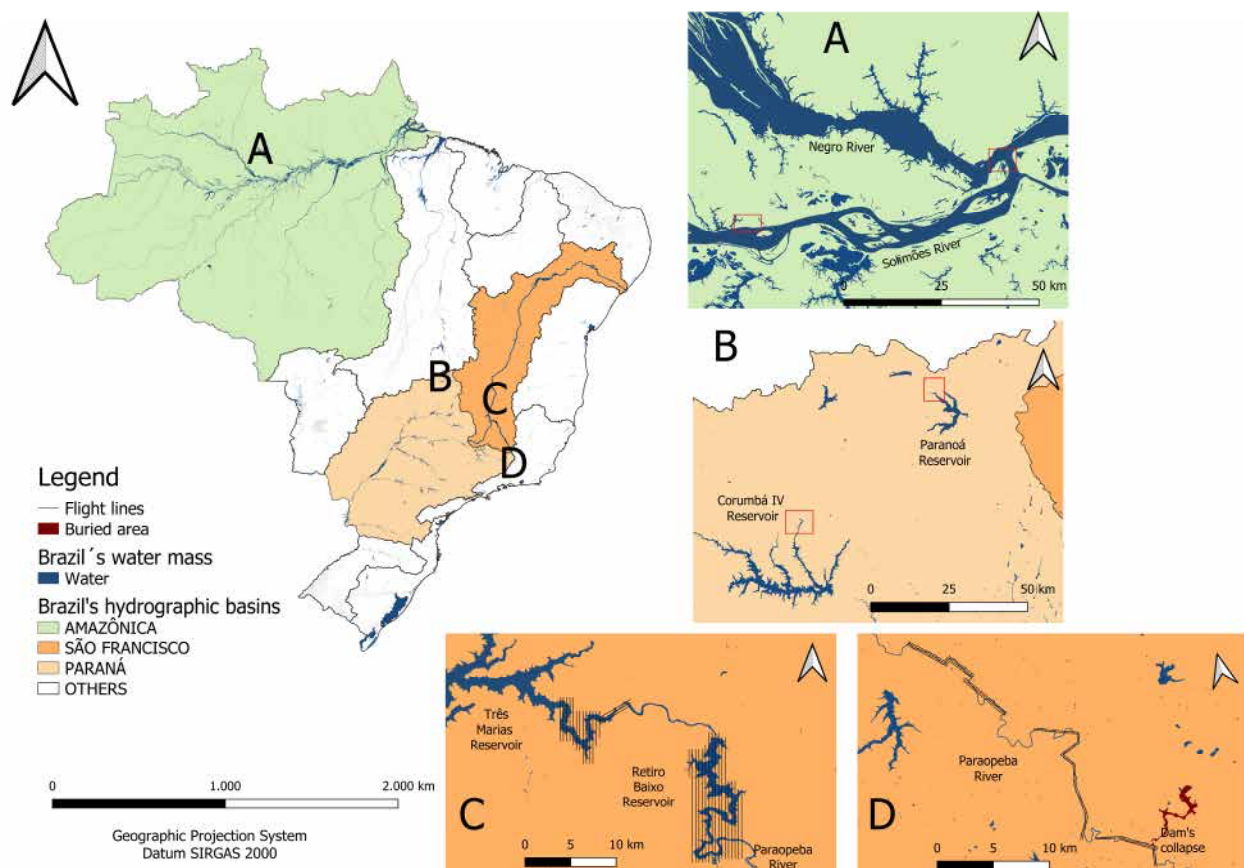 A
B
C
D
Legend
Flight lines
Buried area
Brazil´s water mass
Water
Brazil's hydrographic basins
AMAZÔNICA
SÃO FRANCISCO
PARANÁ
OTHERS
0 1.000 2.000 km
Geographic Projection System
Datum SIRGAS 2000
A
Negro River
Solimões River
0 25 50 km
B
Paranoá
Reservoir
Corumbá IV
Reservoir
0 25 50 km
Três
Marias
Reservoir
Retiro
Baixo
Reservoir
C
0 5 10 km
Paraopeba
River
Paraopeba
River
D
0 5 10 km
Dam's
collapse